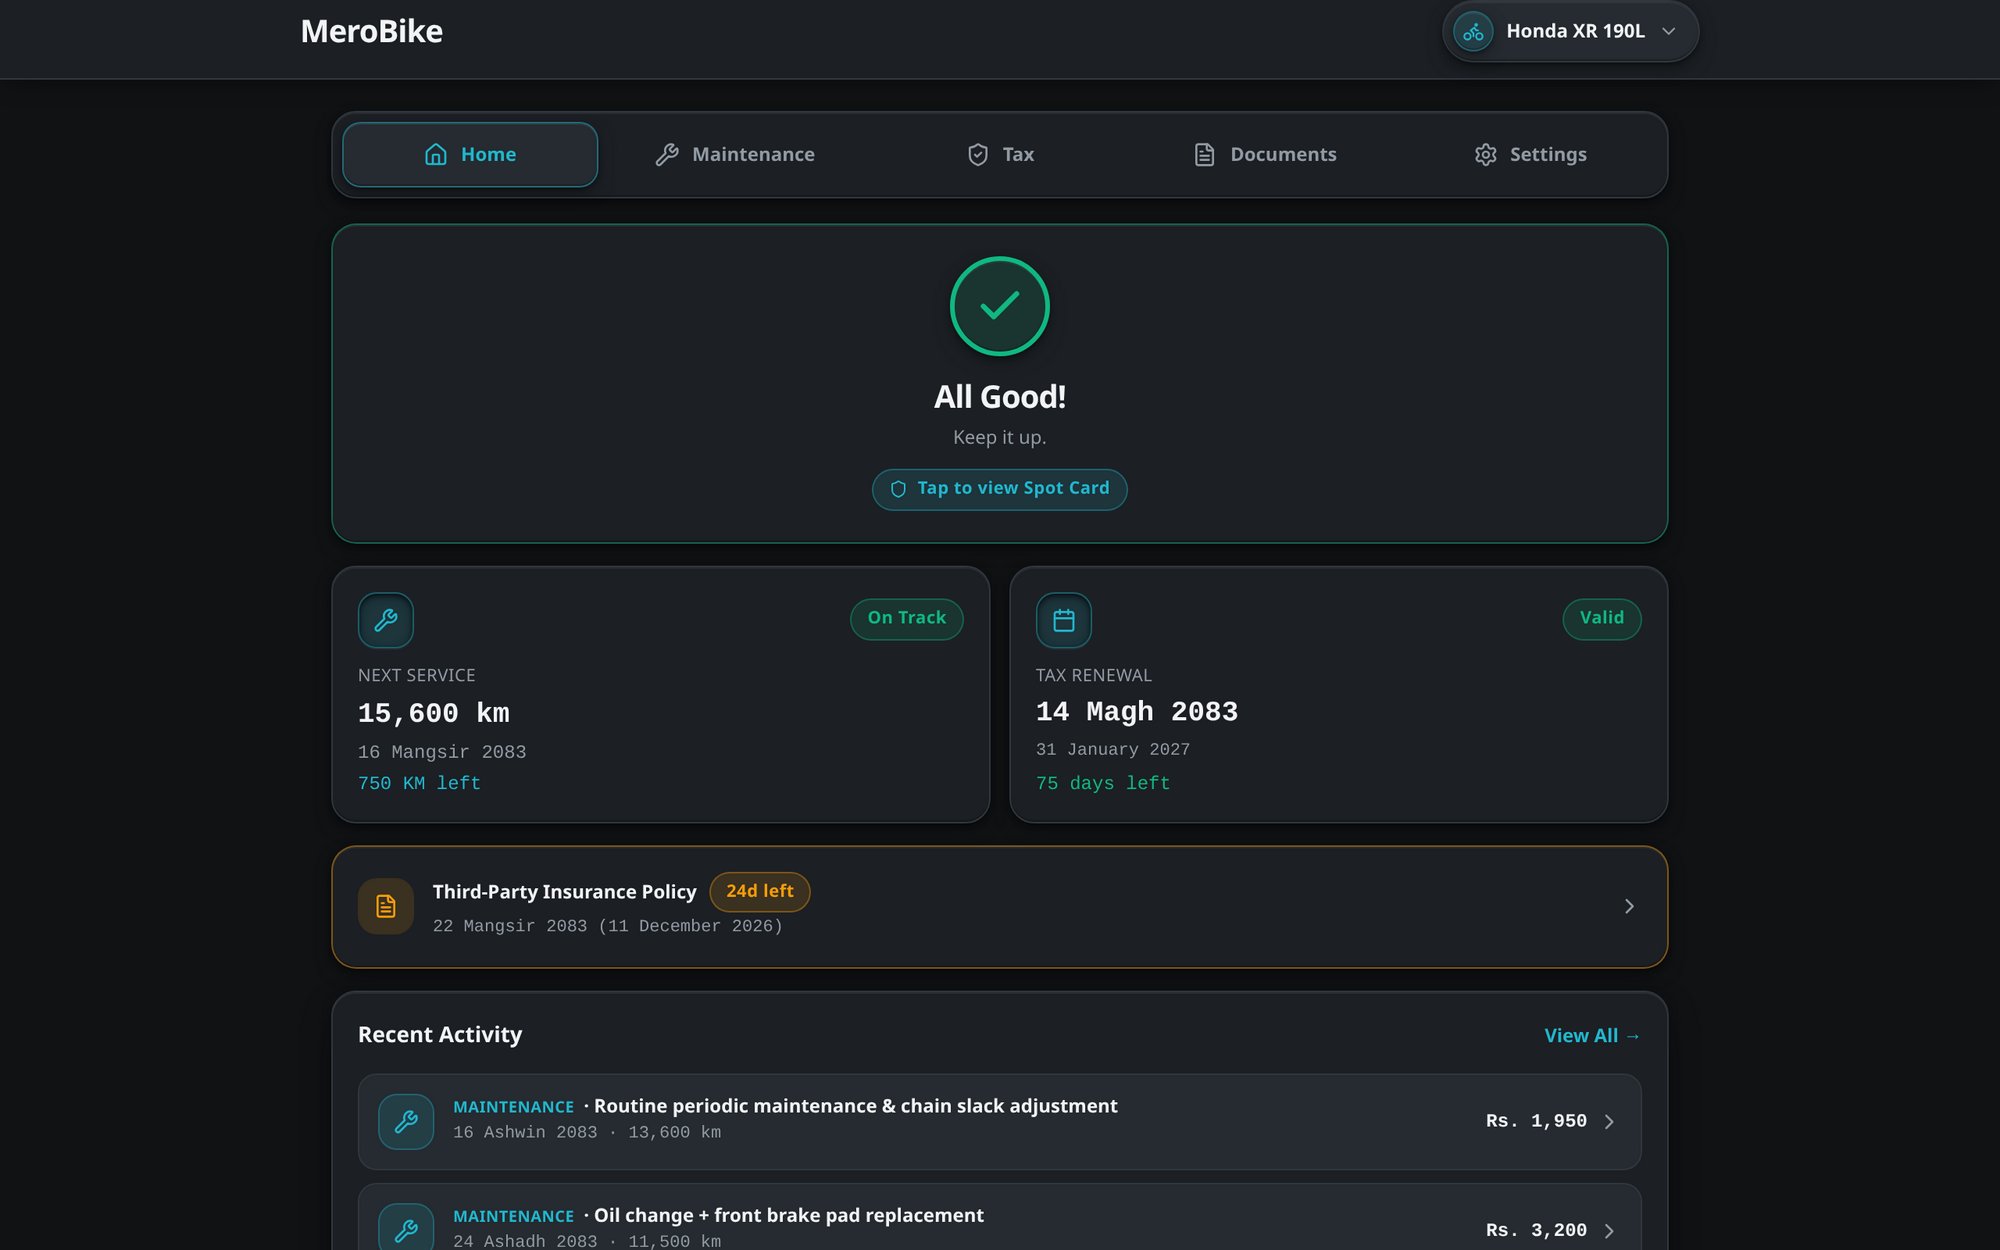 MeroBike
Honda XR 190L
Home
Maintenance
Tax
Documents
Settings
All Good!
Keep it up.
Tap to view Spot Card
On Track
NEXT SERVICE
15,600 km
16 Mangsir 2083
750 KM left
Valid
TAX RENEWAL
14 Magh 2083
31 January 2027
75 days left
Third-Party Insurance Policy 24d left
22 Mangsir 2083 (11 December 2026)
Recent Activity
View All →
MAINTENANCE · Routine periodic maintenance & chain slack adjustment
16 Ashwin 2083 · 13,600 km
Rs. 1,950
MAINTENANCE · Oil change + front brake pad replacement
24 Ashadh 2083 · 11,500 km
Rs. 3,200